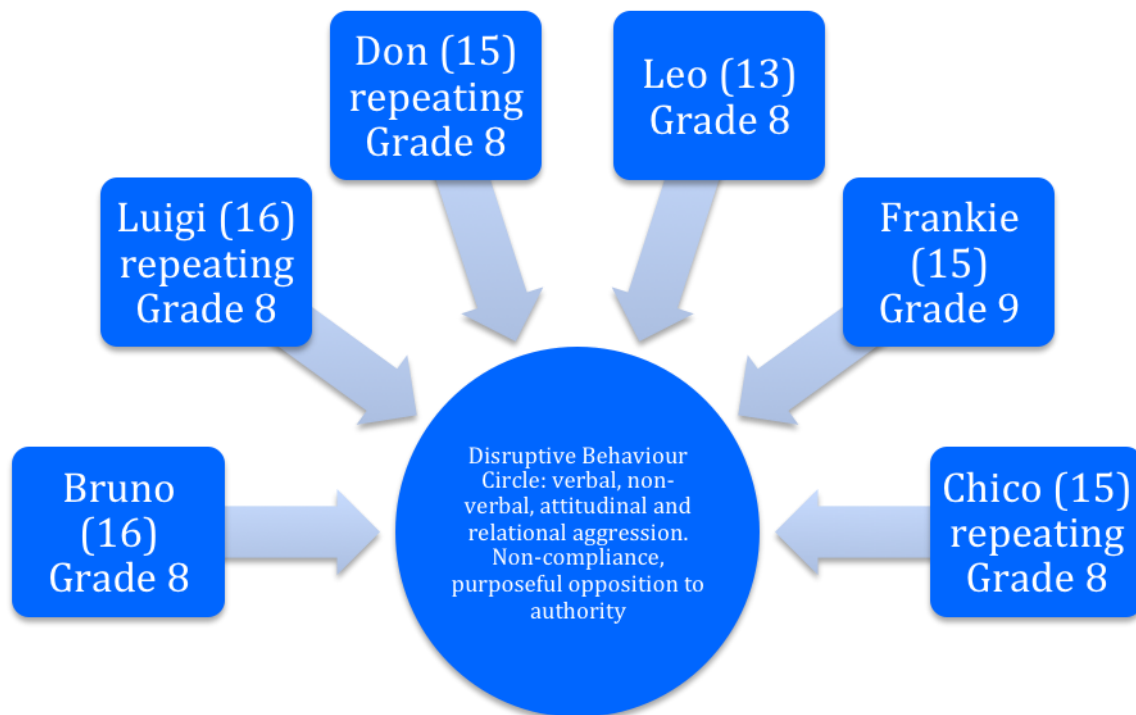 Don (15)
repeating
Grade 8
Leo (13)
Grade 8
Luigi (16)
repeating
Grade 8
Frankie
(15)
Grade 9
Bruno
(16)
Grade 8
Disruptive Behaviour
Circle: verbal, non-
verbal, attitudinal and
relational aggression.
Non-compliance,
purposeful opposition to
authority
Chico (15)
repeating
Grade 8